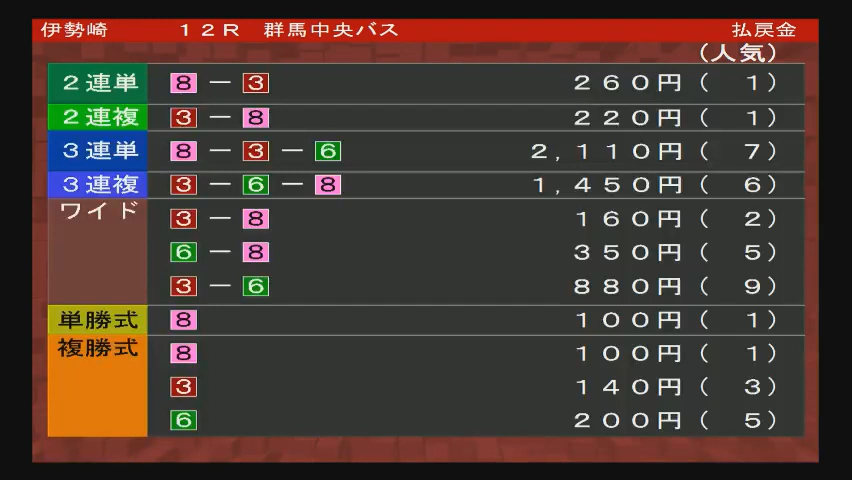 伊勢崎 12R 群馬中央バス 払戻金
(人気)
2連単 8-3 260円( 1)
2連複 3-8 220円( 1)
3連単 8-3-6 2,110円( 7)
3連複 3-6-8 1,450円( 6)
ワイド 3-8 160円( 2)
6-8 350円( 5)
3-6 880円( 9)
単勝式 8 100円( 1)
複勝式 8 100円( 1)
3 140円( 3)
6 200円( 5)